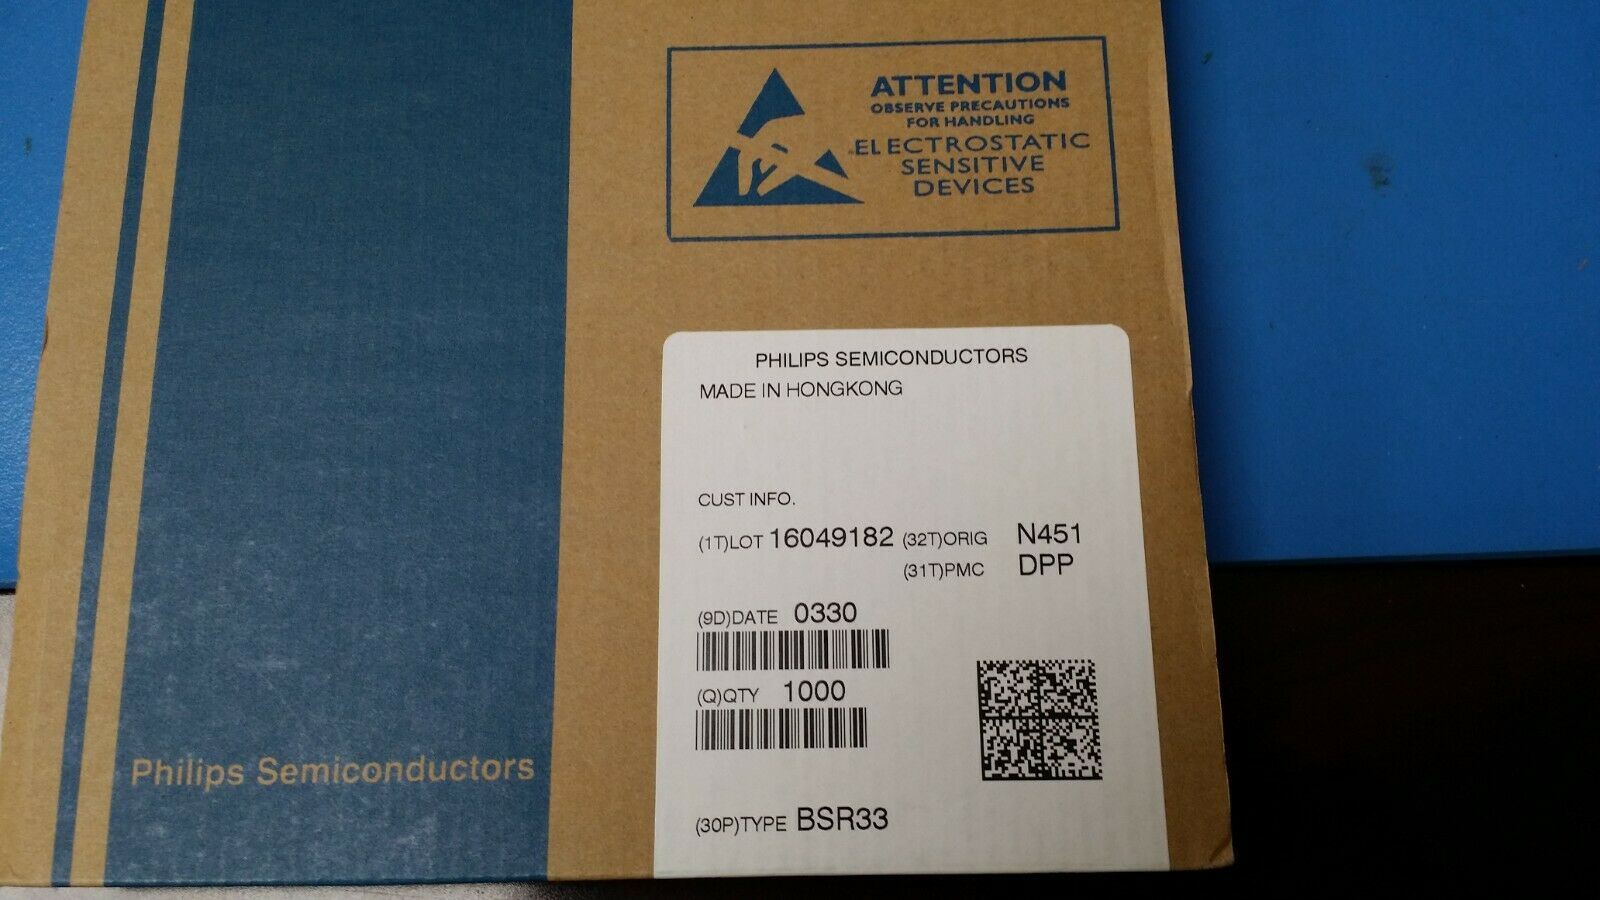 ATTENTION
OBSERVE PRECAUTIONS
FOR HANDLING
ELECTROSTATIC
SENSITIVE
DEVICES
PHILIPS SEMICONDUCTORS
MADE IN HONGKONG
CUST INFO.
(1T)LOT 16049182 (32T)ORIG N451
(31T)PMC DPP
(9D)DATE 0330
(Q)QTY 1000
(30P)TYPE BSR33
Philips Semiconductors